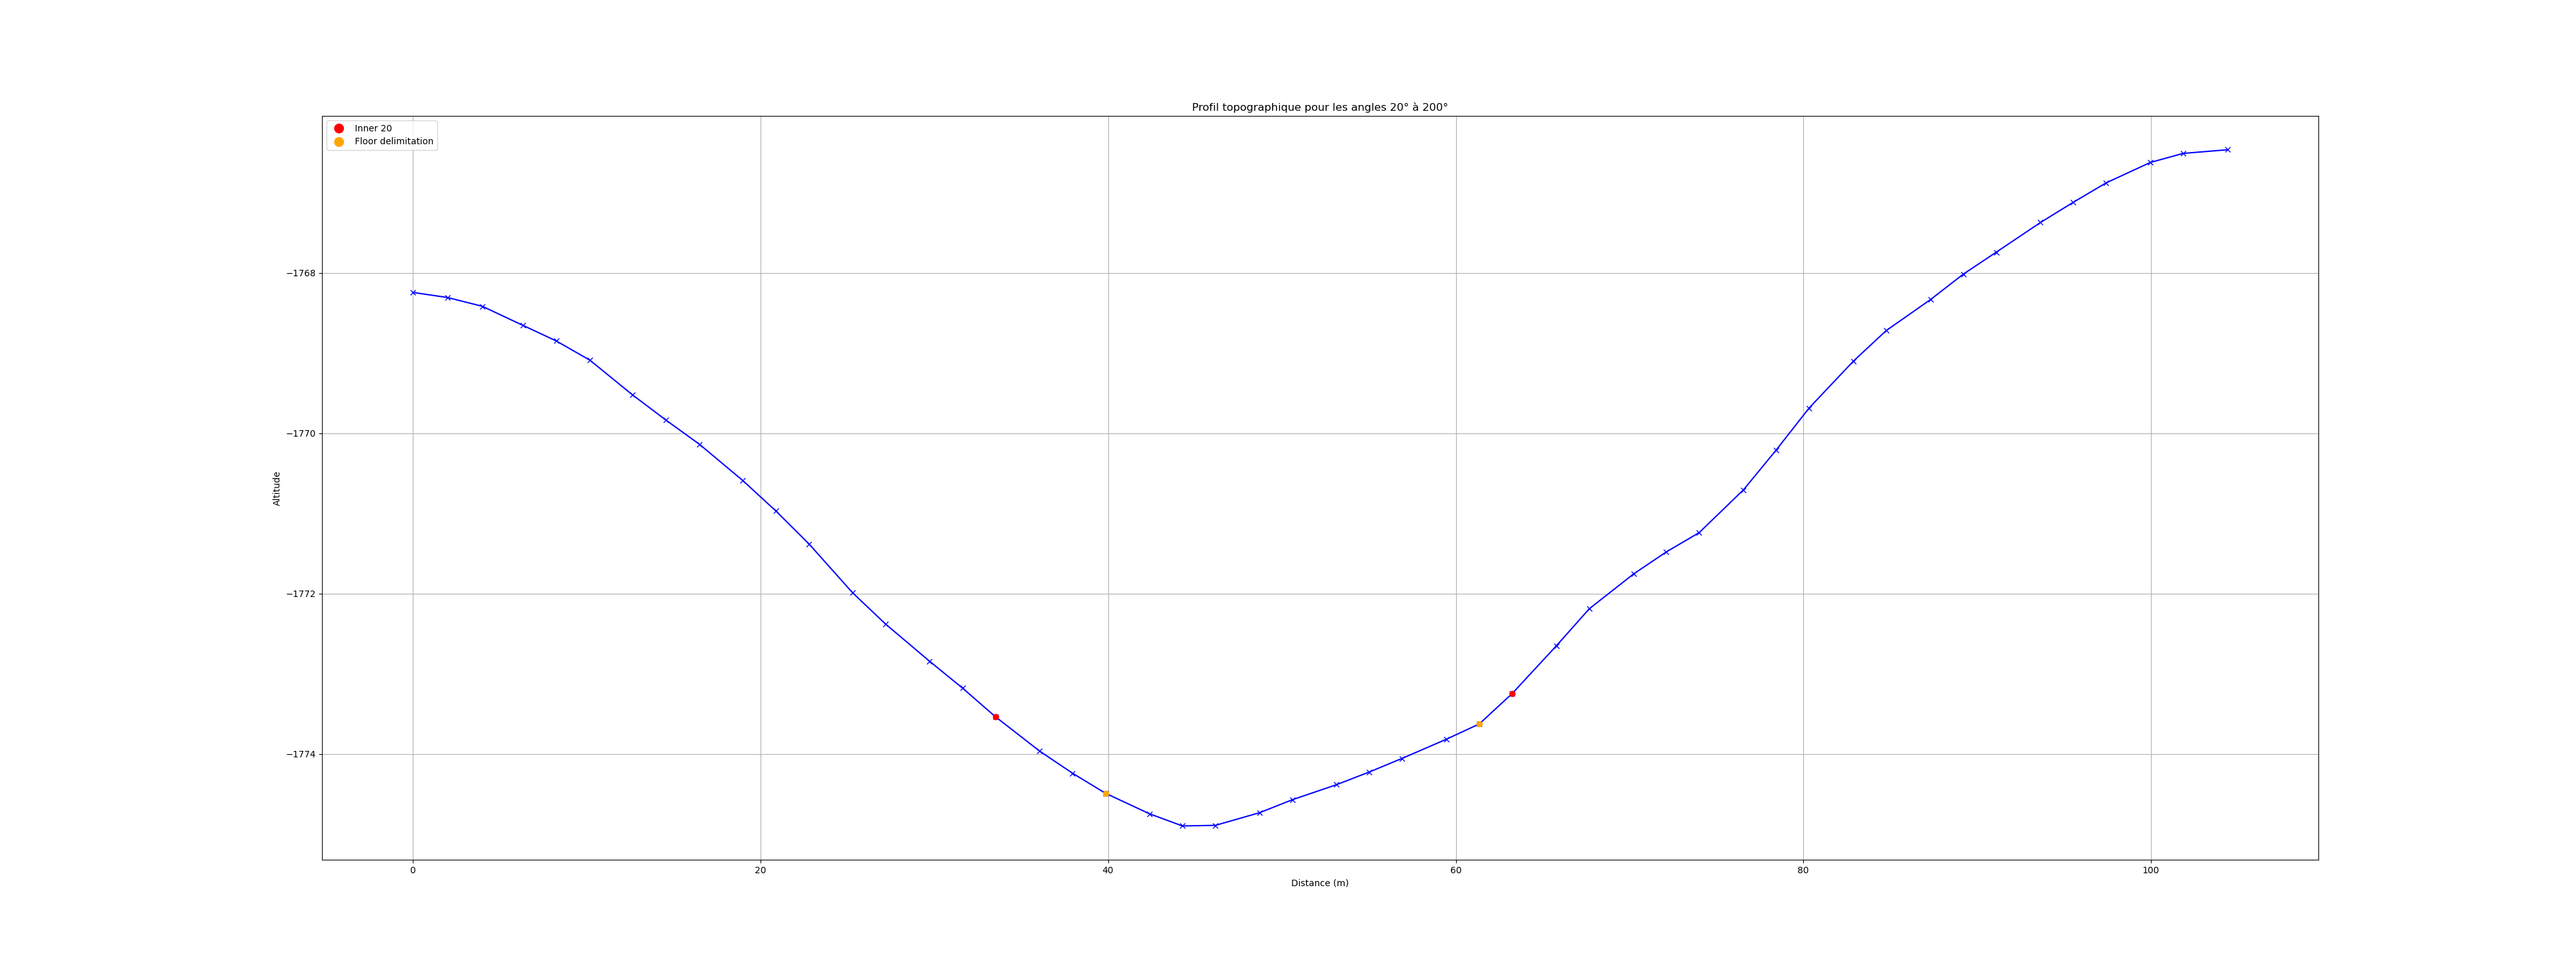 Profil topographique pour les angles 20° à 200°
Inner 20
Floor delimitation
−1768
−1770
−1772
−1774
Altitude
0
20
40
60
80
100
Distance (m)